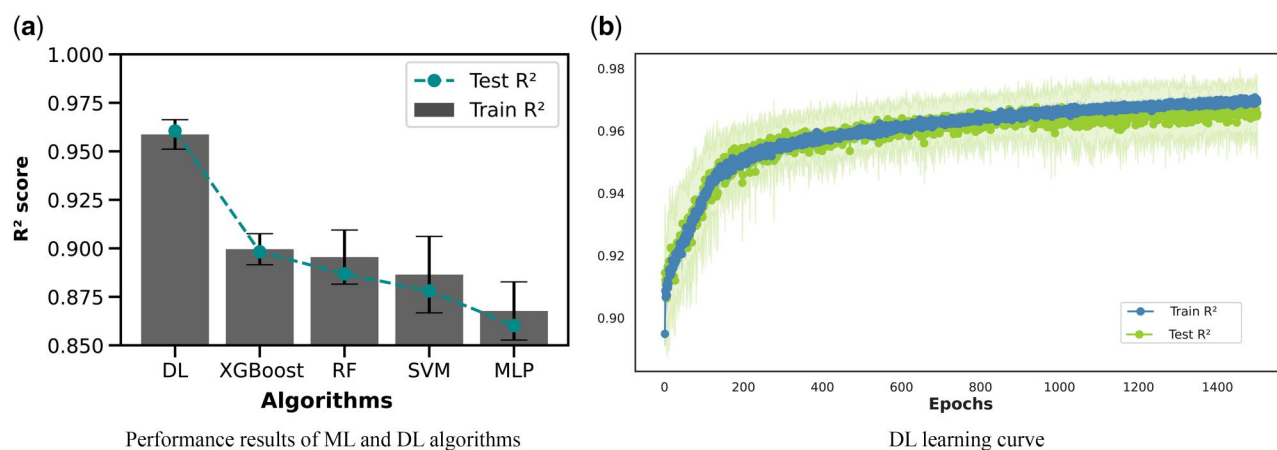 (a)
1.000
0.975
0.950
0.925
0.900
0.875
0.850
R² score
Test R²
Train R²
DL XGBoost RF SVM MLP
Algorithms
Performance results of ML and DL algorithms
(b)
0.98
0.96
0.94
0.92
0.90
Train R²
Test R²
0 200 400 600 800 1000 1200 1400
Epochs
DL learning curve